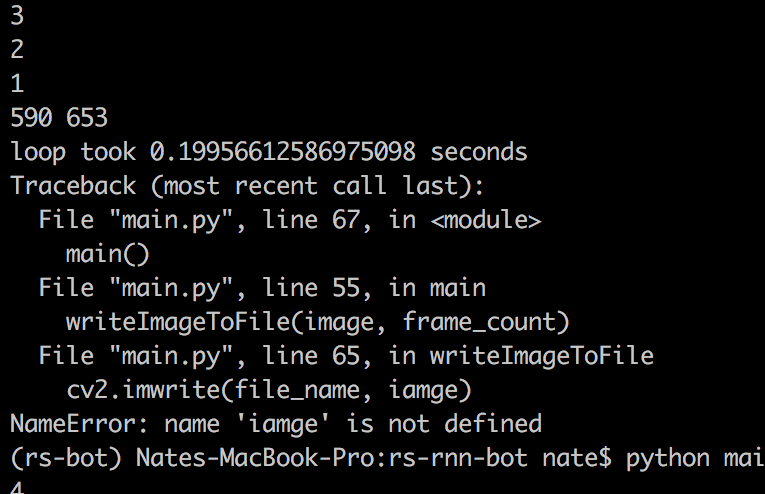 3
2
1
590 653
loop took 0.19956612586975098 seconds
Traceback (most recent call last):
  File "main.py", line 67, in <module>
    main()
  File "main.py", line 55, in main
    writeImageToFile(image, frame_count)
  File "main.py", line 65, in writeImageToFile
    cv2.imwrite(file_name, iamge)
NameError: name 'iamge' is not defined
(rs-bot) Nates-MacBook-Pro:rs-rnn-bot nate$ python mai
4